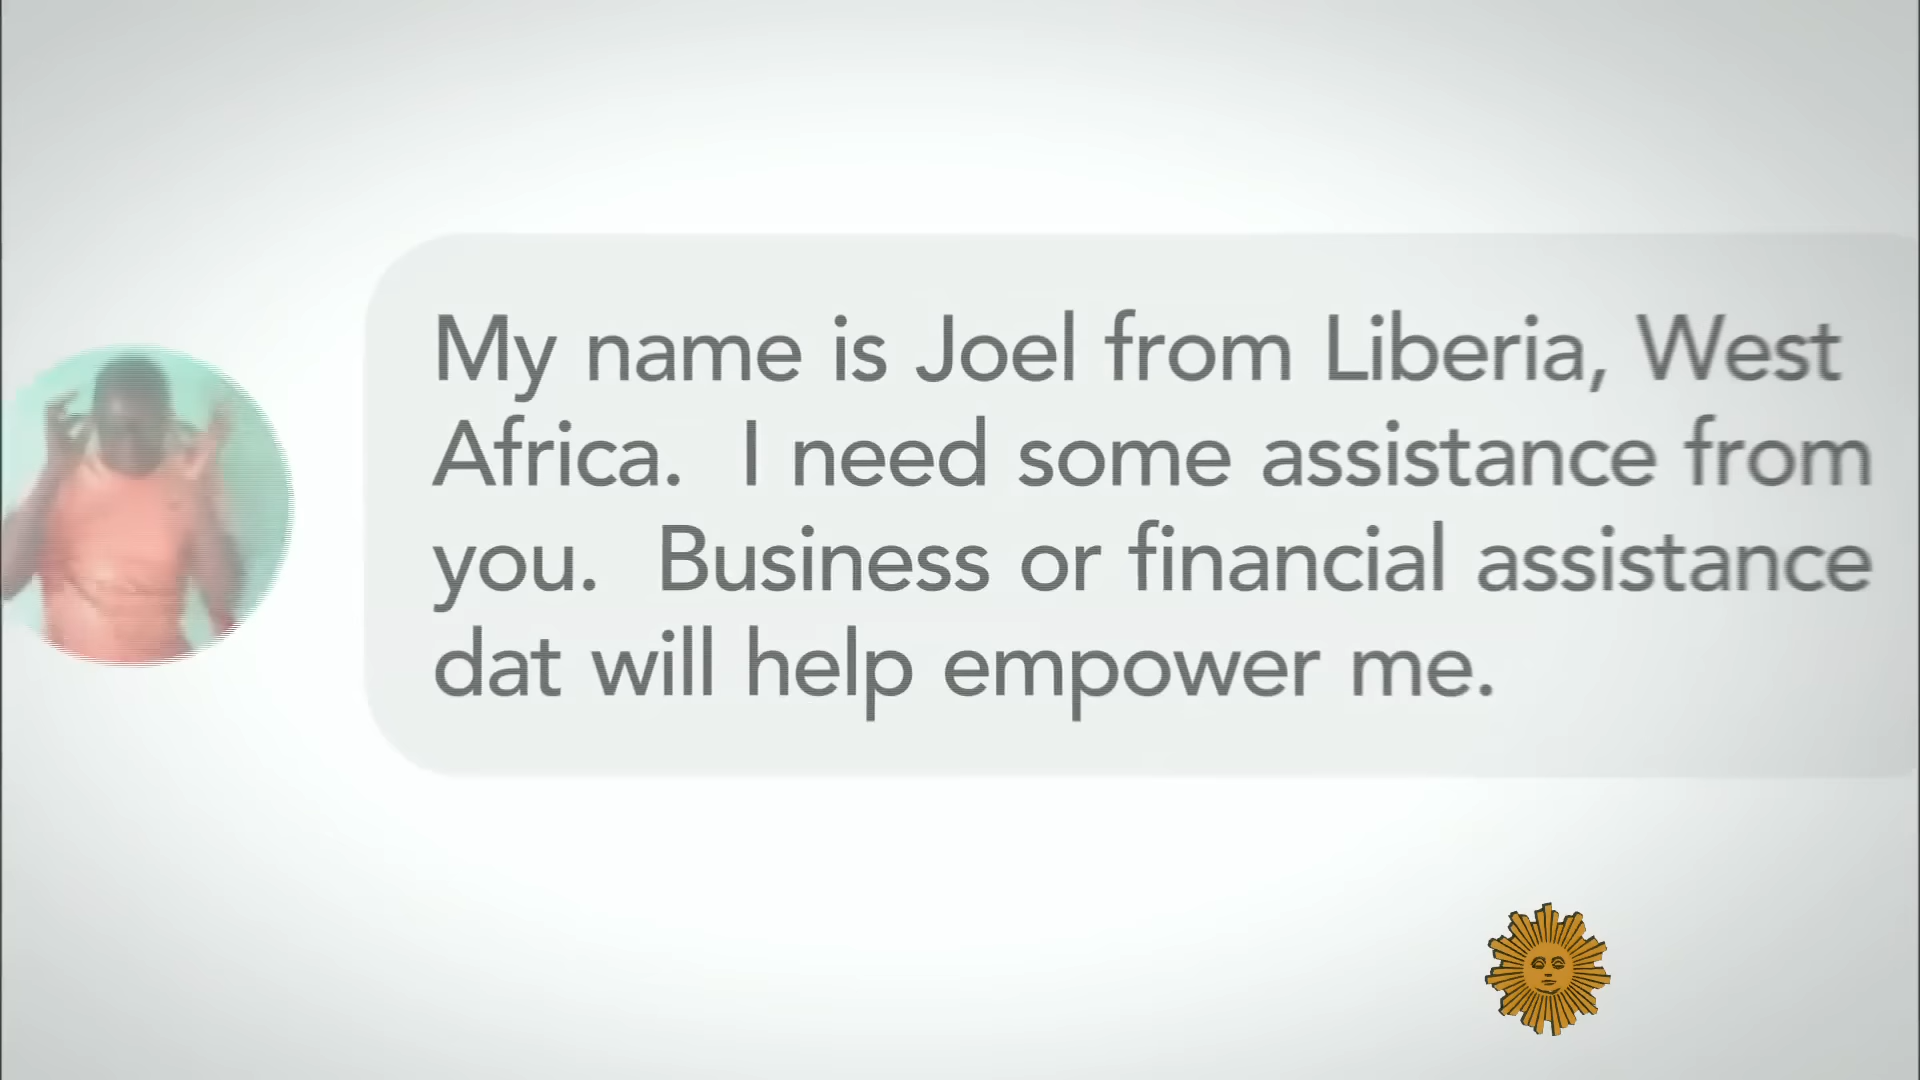 My name is Joel from Liberia, West
Africa.  I need some assistance from
you.  Business or financial assistance
dat will help empower me.